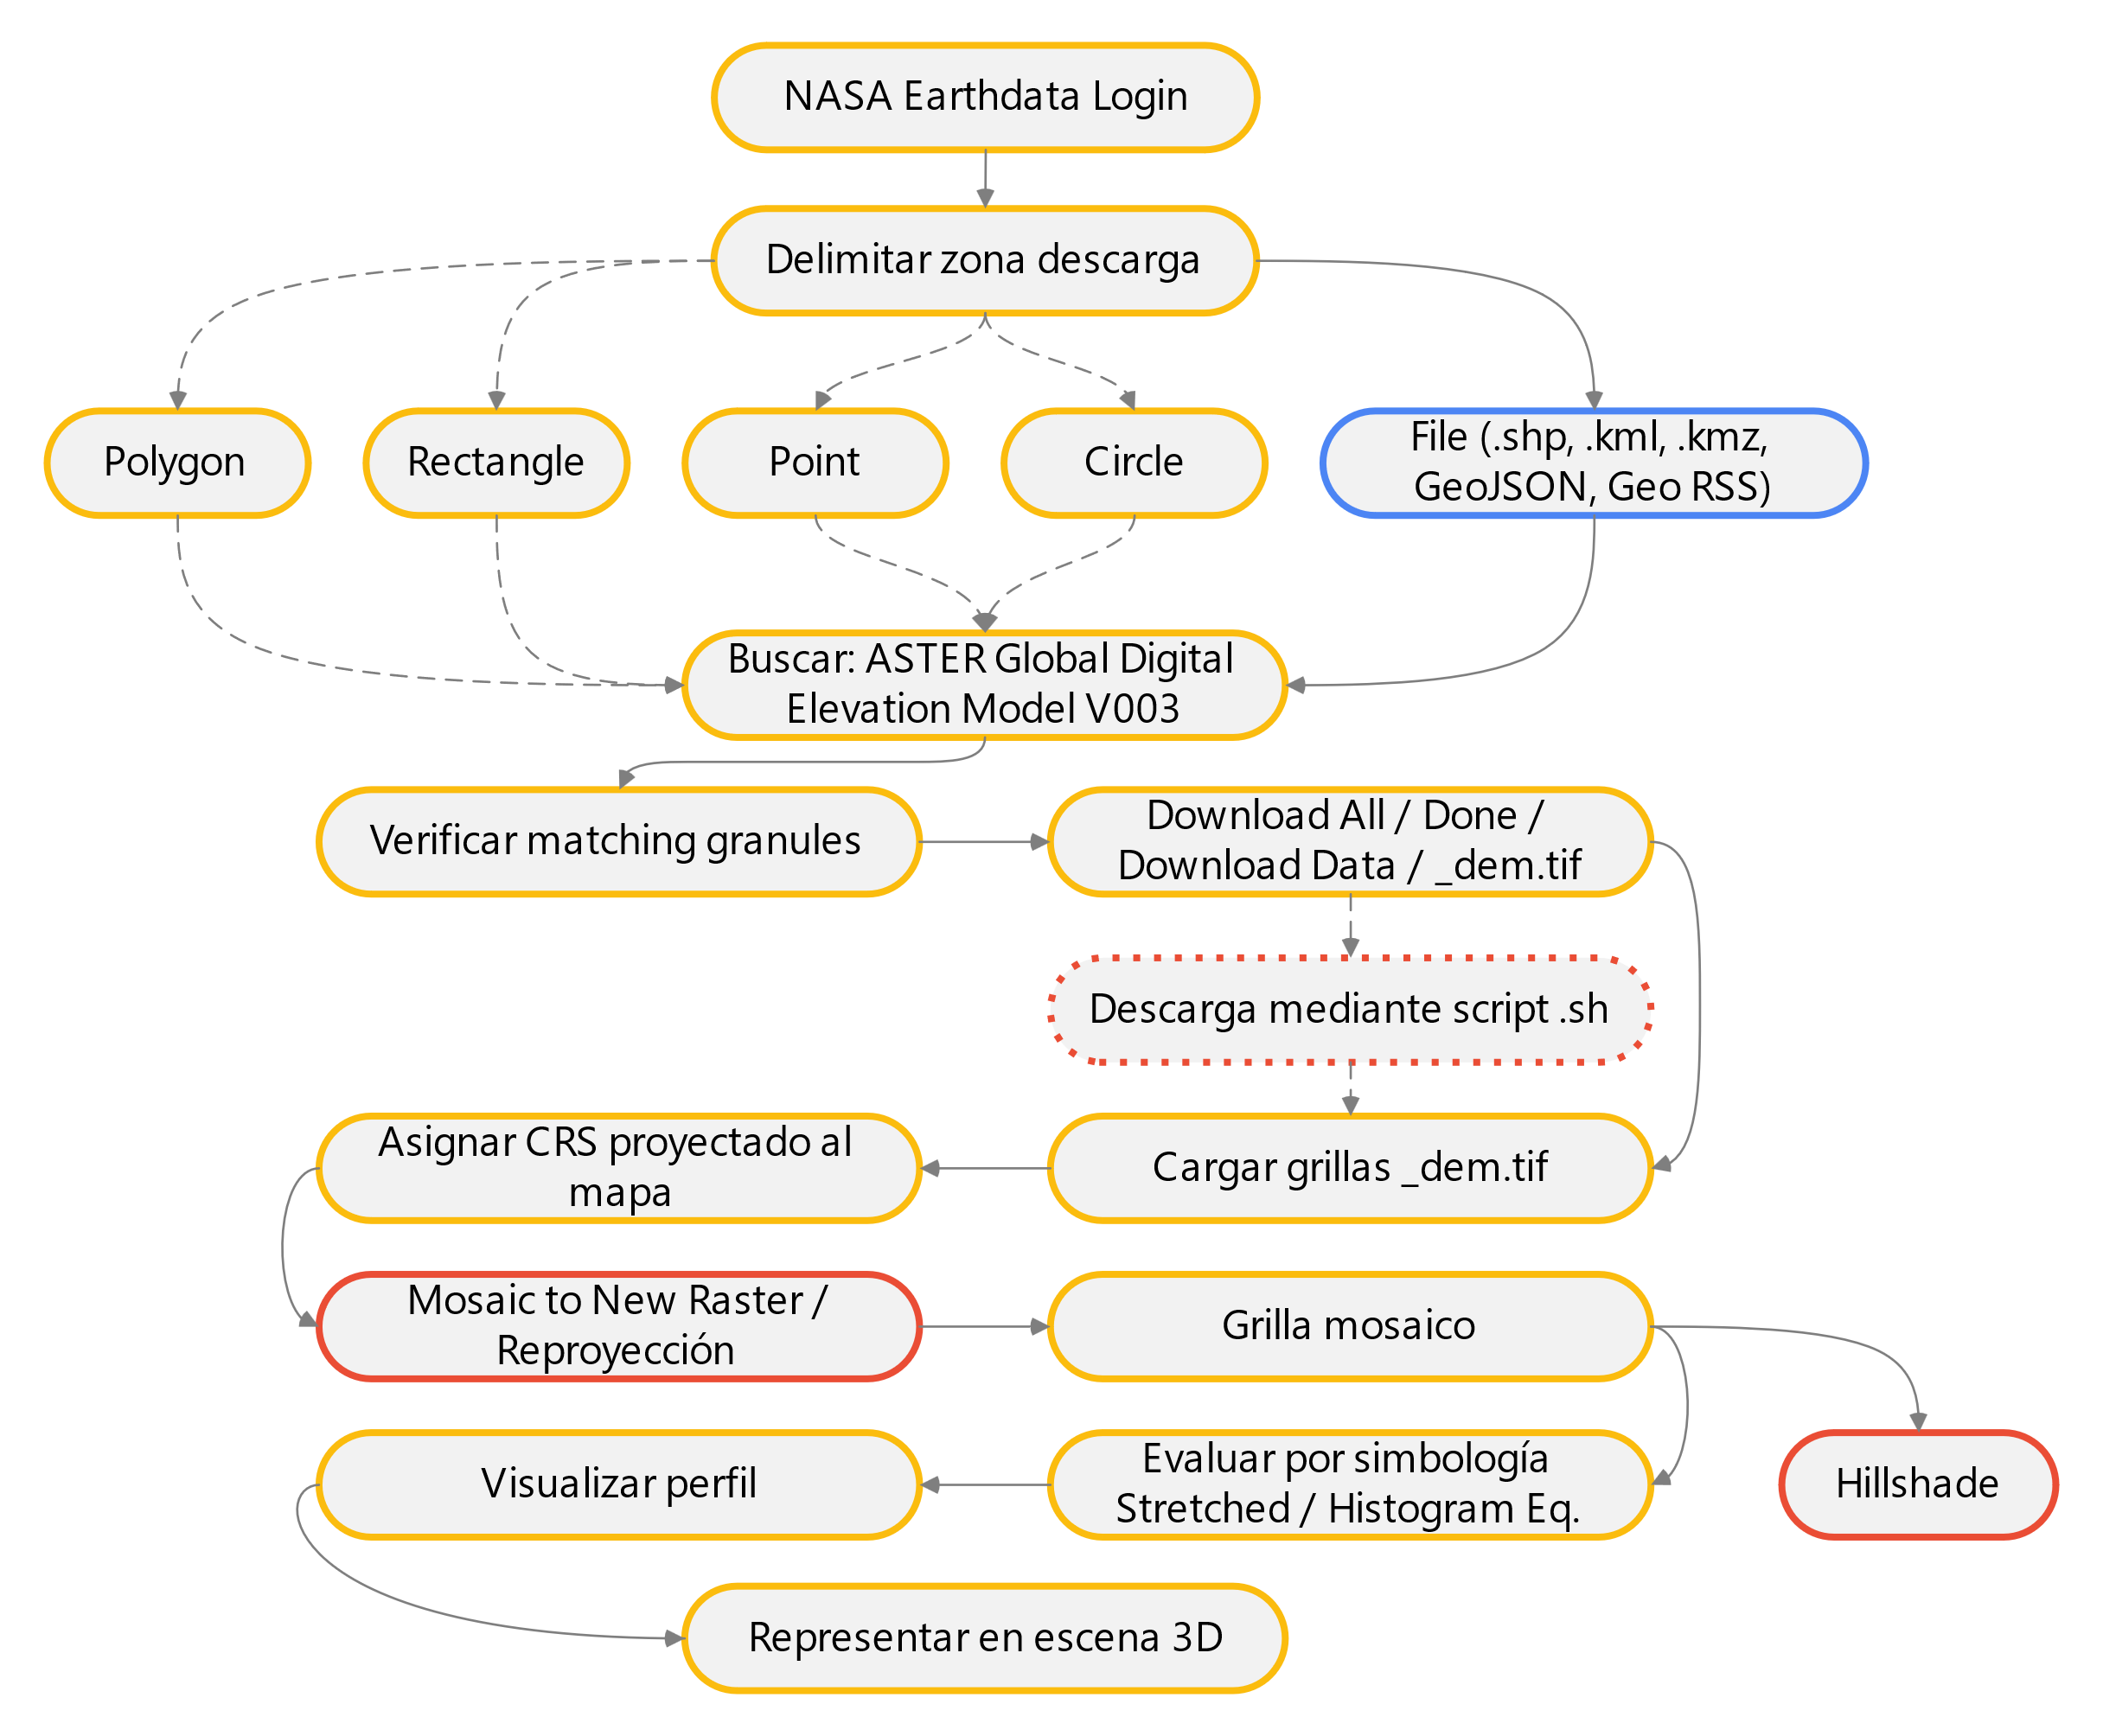 NASA Earthdata Login
Delimitar zona descarga
Polygon
Rectangle
Point
Circle
File (.shp, .kml, .kmz,
GeoJSON, Geo RSS)
Buscar: ASTER Global Digital
Elevation Model V003
Verificar matching granules
Download All / Done /
Download Data / _dem.tif
Descarga mediante script .sh
Asignar CRS proyectado al
mapa
Cargar grillas _dem.tif
Mosaic to New Raster /
Reproyección
Grilla mosaico
Visualizar perfil
Evaluar por simbología
Stretched / Histogram Eq.
Hillshade
Representar en escena 3D